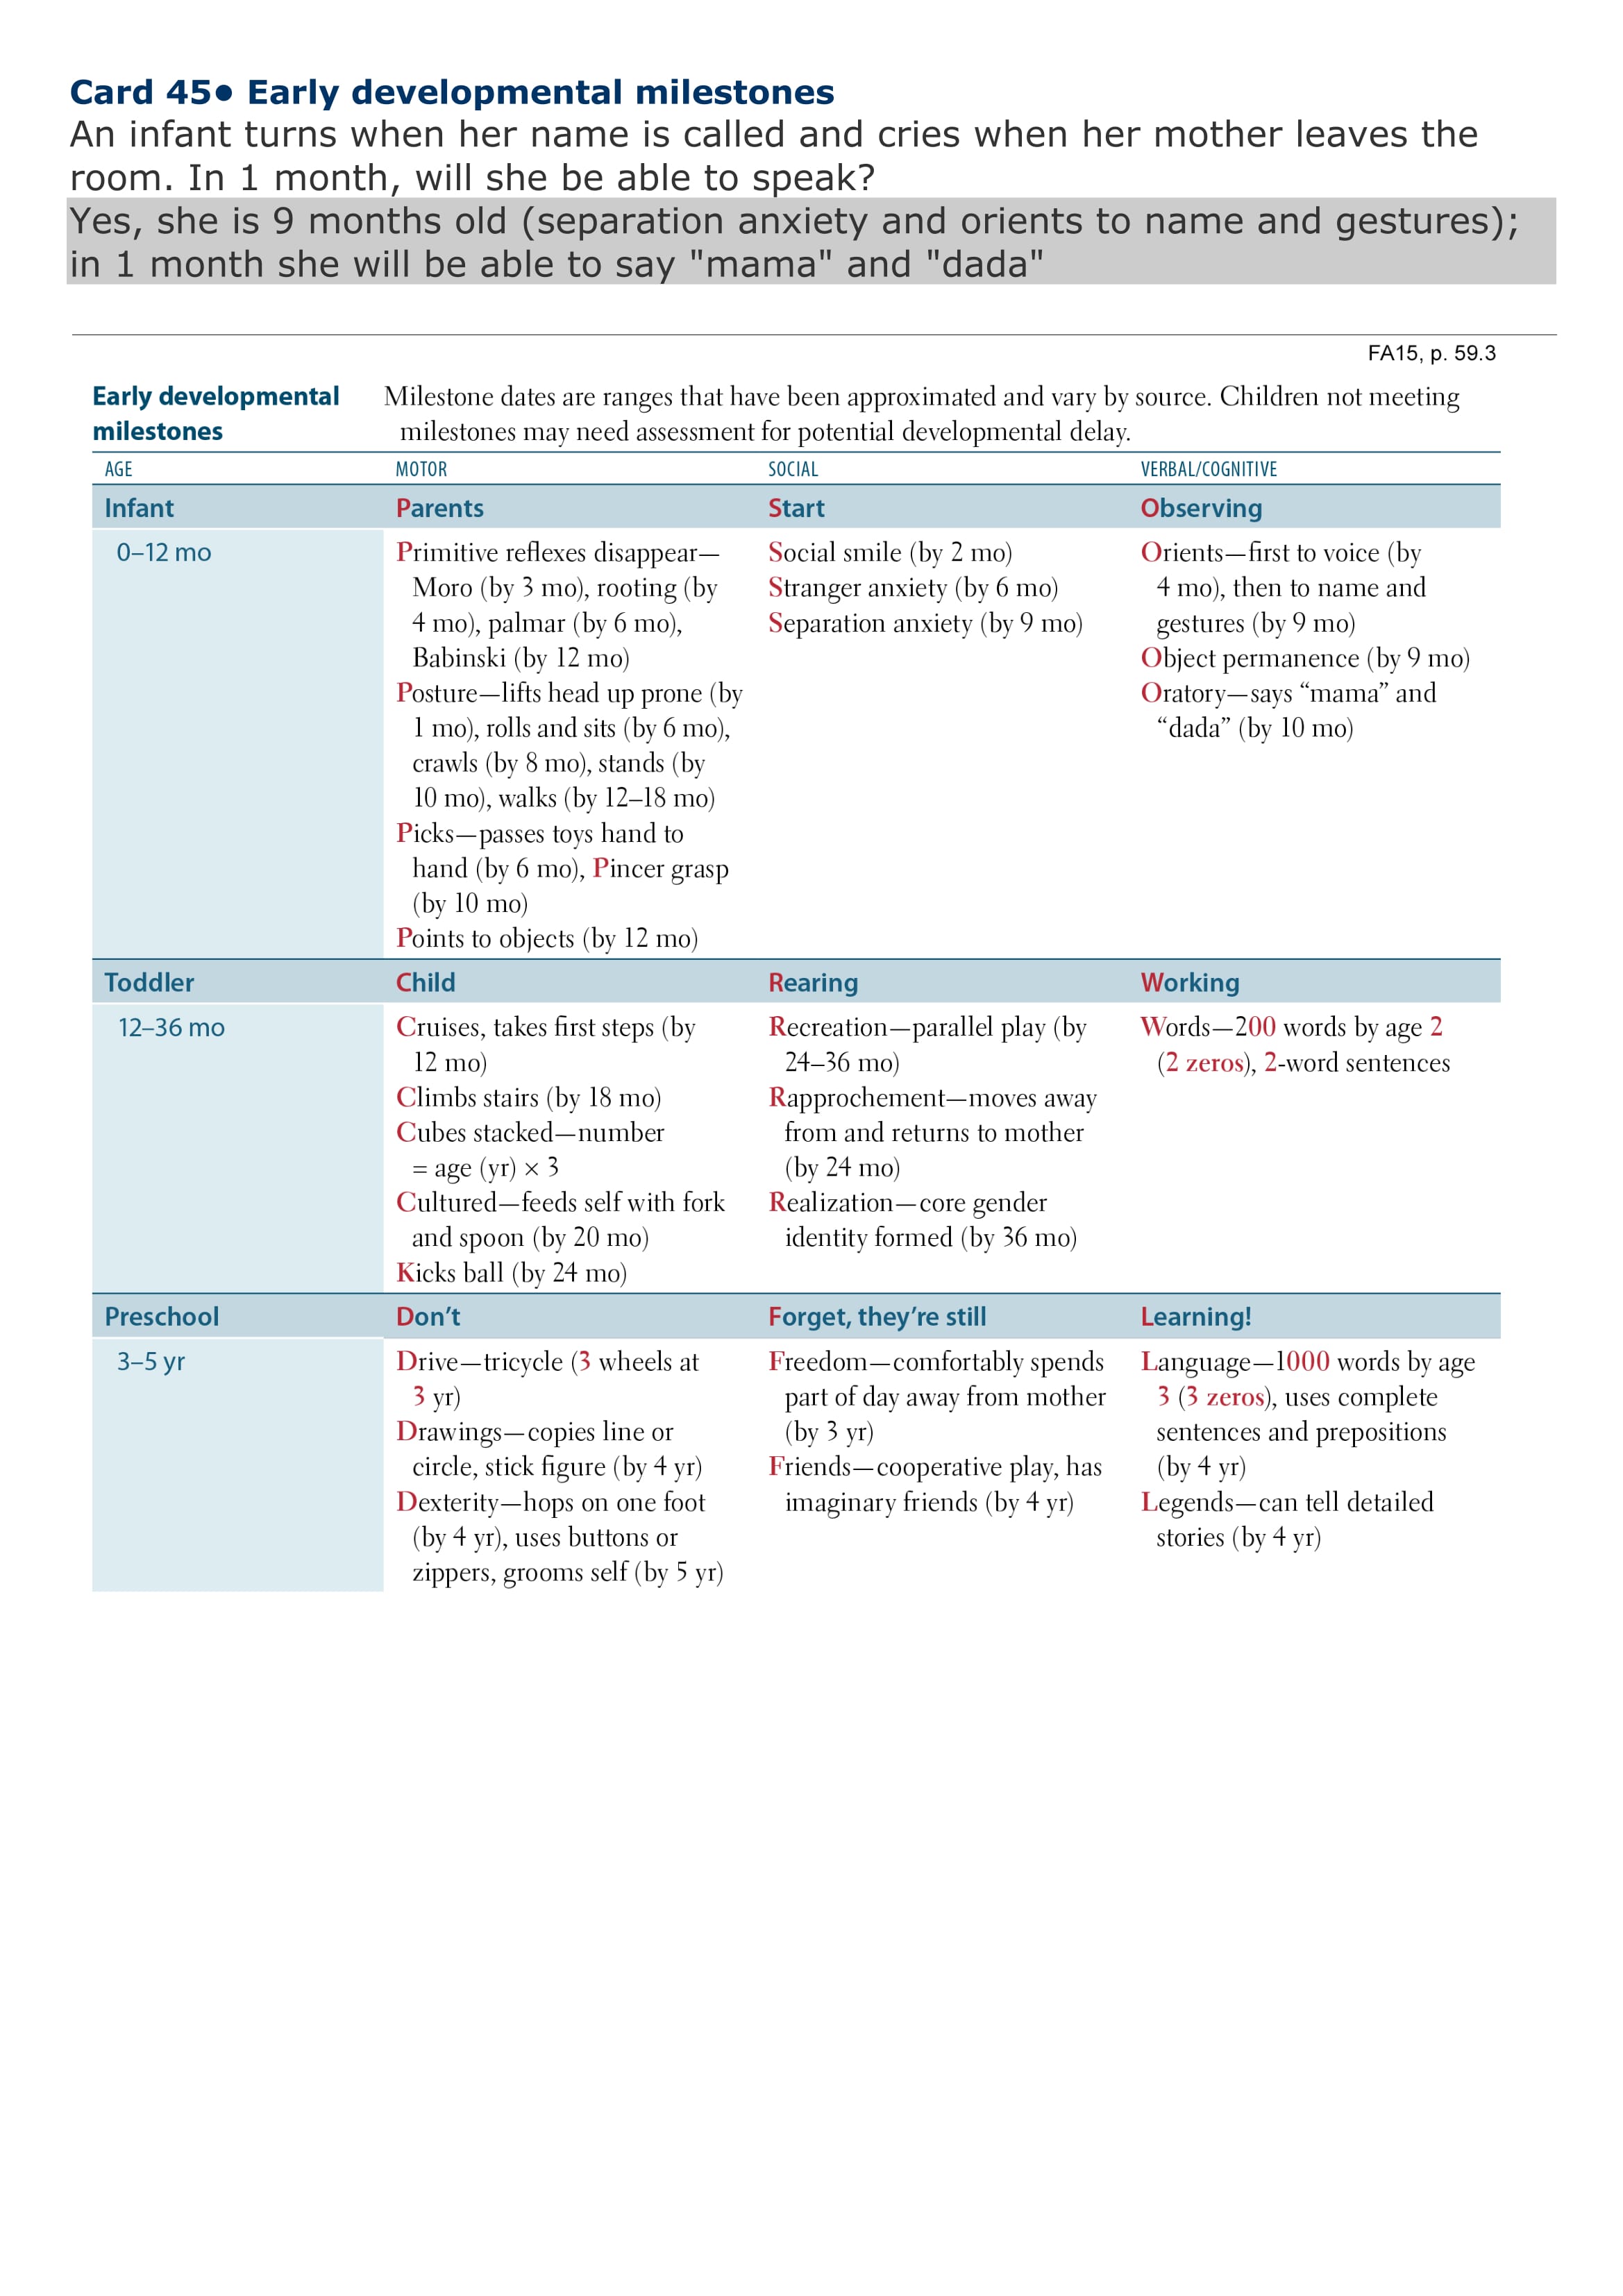 Card 45● Early developmental milestones
An infant turns when her name is called and cries when her mother leaves the
room. In 1 month, will she be able to speak?
Yes, she is 9 months old (separation anxiety and orients to name and gestures);
in 1 month she will be able to say "mama" and "dada"
FA15, p. 59.3
Early developmental
milestones
Milestone dates are ranges that have been approximated and vary by source. Children not meeting
milestones may need assessment for potential developmental delay.
AGE MOTOR SOCIAL VERBAL/COGNITIVE
Infant Parents Start Observing
0–12 mo
Primitive reflexes disappear—
Moro (by 3 mo), rooting (by
4 mo), palmar (by 6 mo),
Babinski (by 12 mo)
Posture—lifts head up prone (by
1 mo), rolls and sits (by 6 mo),
crawls (by 8 mo), stands (by
10 mo), walks (by 12–18 mo)
Picks—passes toys hand to
hand (by 6 mo), Pincer grasp
(by 10 mo)
Points to objects (by 12 mo)
Social smile (by 2 mo)
Stranger anxiety (by 6 mo)
Separation anxiety (by 9 mo)
Orients—first to voice (by
4 mo), then to name and
gestures (by 9 mo)
Object permanence (by 9 mo)
Oratory—says “mama” and
“dada” (by 10 mo)
Toddler Child Rearing Working
12–36 mo
Cruises, takes first steps (by
12 mo)
Climbs stairs (by 18 mo)
Cubes stacked—number
= age (yr) × 3
Cultured—feeds self with fork
and spoon (by 20 mo)
Kicks ball (by 24 mo)
Recreation—parallel play (by
24–36 mo)
Rapprochement—moves away
from and returns to mother
(by 24 mo)
Realization—core gender
identity formed (by 36 mo)
Words—200 words by age 2
(2 zeros), 2-word sentences
Preschool Don’t Forget, they’re still Learning!
3–5 yr
Drive—tricycle (3 wheels at
3 yr)
Drawings—copies line or
circle, stick figure (by 4 yr)
Dexterity—hops on one foot
(by 4 yr), uses buttons or
zippers, grooms self (by 5 yr)
Freedom—comfortably spends
part of day away from mother
(by 3 yr)
Friends—cooperative play, has
imaginary friends (by 4 yr)
Language—1000 words by age
3 (3 zeros), uses complete
sentences and prepositions
(by 4 yr)
Legends—can tell detailed
stories (by 4 yr)